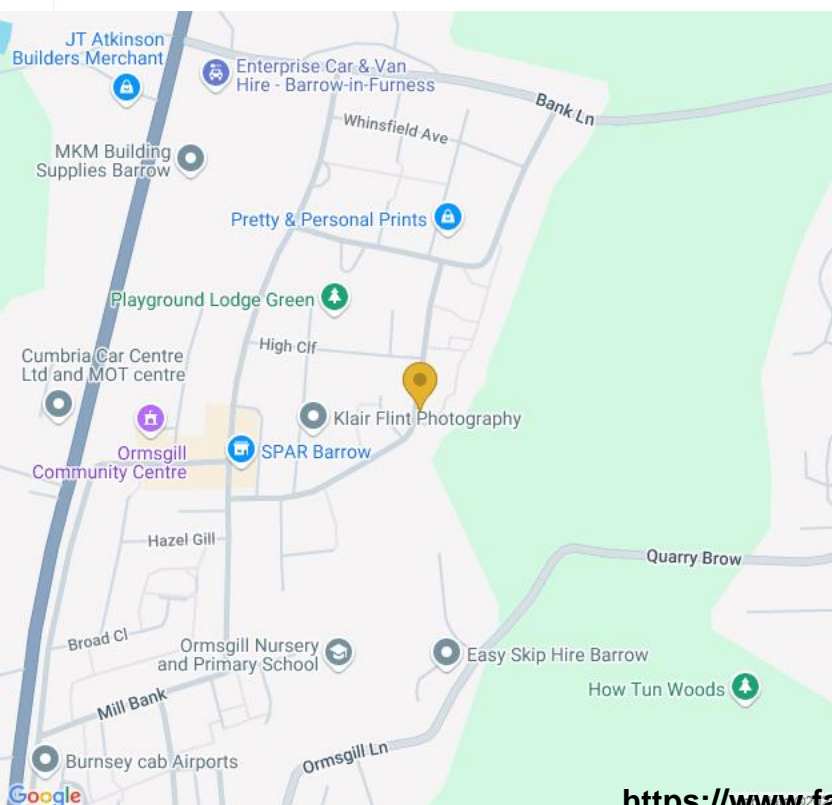 JT Atkinson
Builders Merchant
Enterprise Car & Van
Hire - Barrow-in-Furness
Bank Ln
Whinsfield Ave
MKM Building
Supplies Barrow
Pretty & Personal Prints
Playground Lodge Green
High Clf
Cumbria Car Centre
Ltd and MOT centre
Klair Flint Photography
Ormsgill
Community Centre
SPAR Barrow
Hazel Gill
Quarry Brow
Broad Cl
Ormsgill Nursery
and Primary School
Easy Skip Hire Barrow
How Tun Woods
Mill Bank
Burnsey cab Airports
Ormsgill Ln
Google
https://www.fa